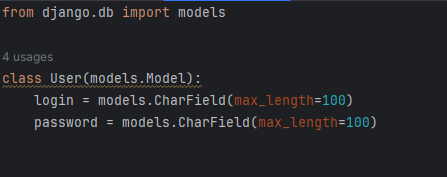 from django.db import models
4 usages
class User(models.Model):
    login = models.CharField(max_length=100)
    password = models.CharField(max_length=100)